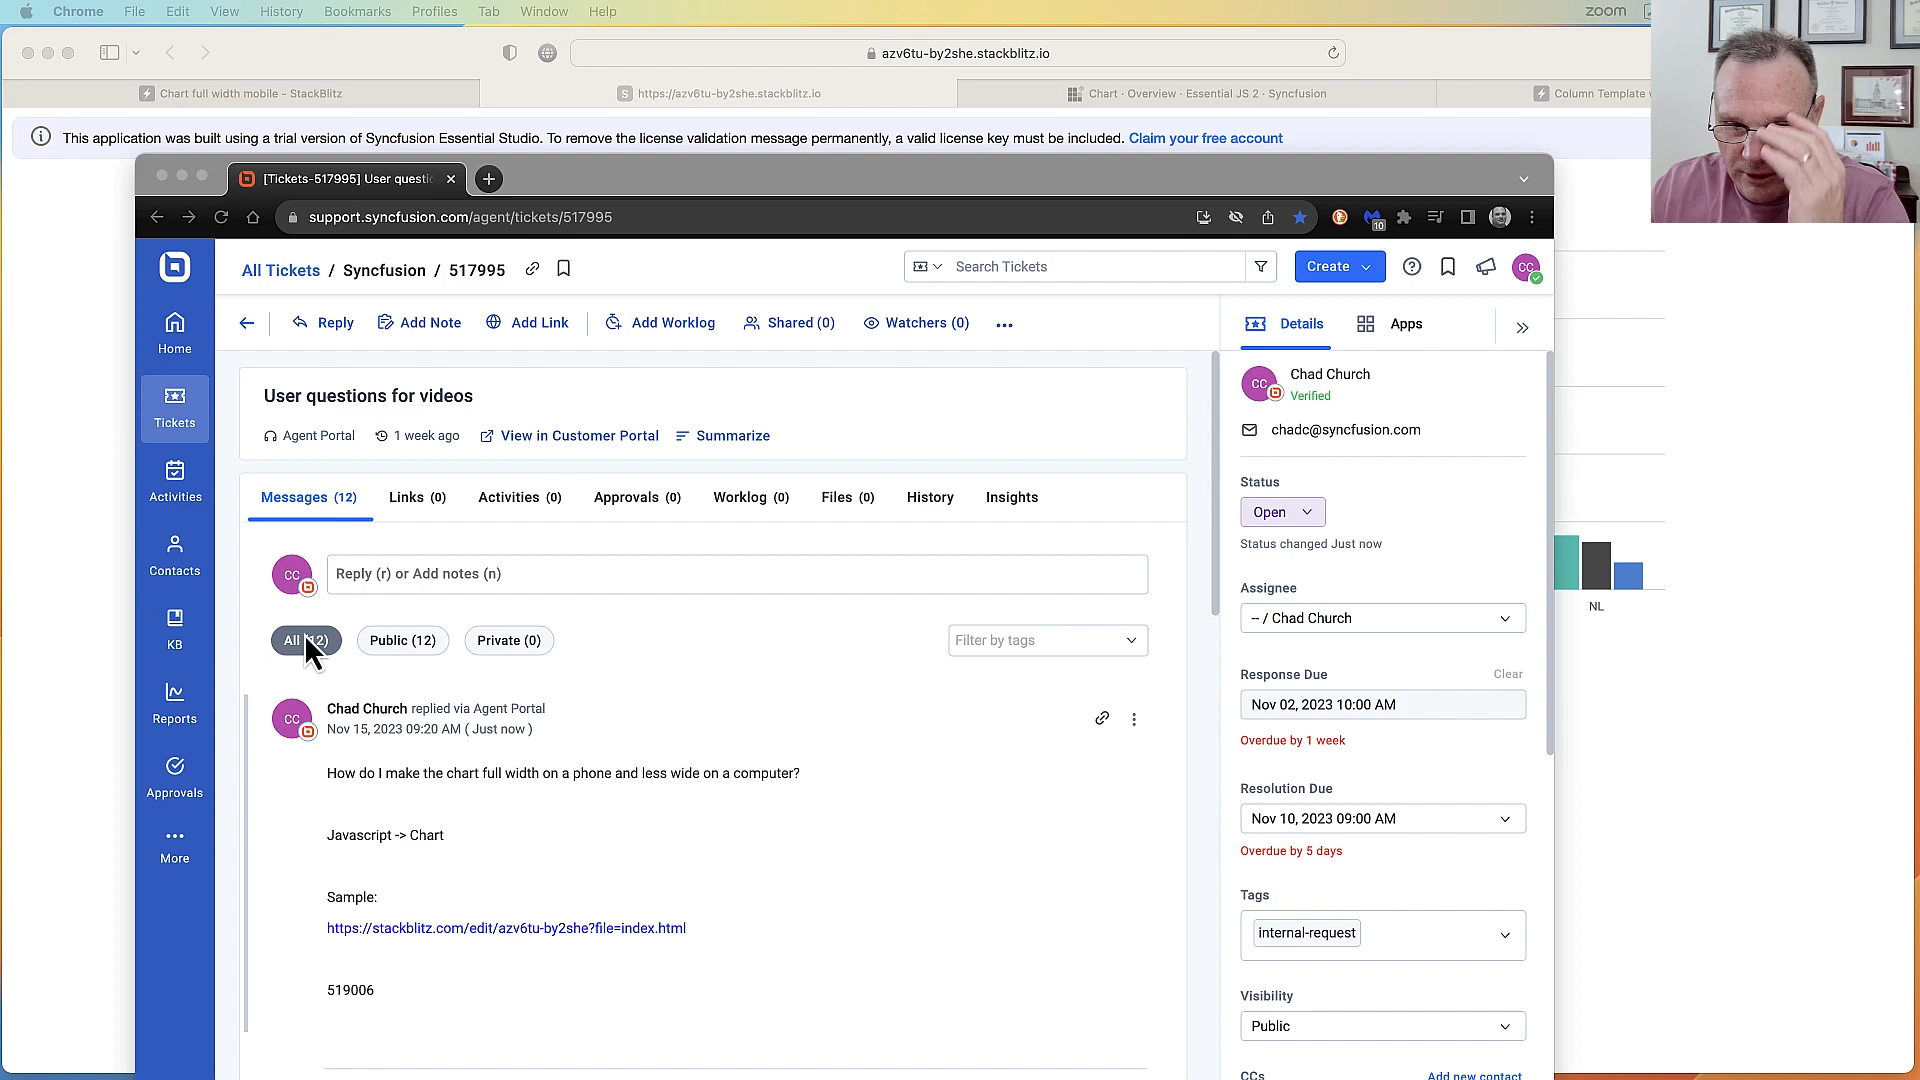 Chrome File Edit View History Bookmarks Profiles Tab Window Help
zoom
azv6tu-by2she.stackblitz.io
Chart full width mobile - StackBlitz
S https://azv6tu-by2she.stackblitz.io
Chart · Overview · Essential JS 2 · Syncfusion
Column Template
This application was built using a trial version of Syncfusion Essential Studio. To remove the license validation message permanently, a valid license key must be included. Claim your free account
[Tickets-517995] User questi
support.syncfusion.com/agent/tickets/517995
10
All Tickets / Syncfusion / 517995
Search Tickets
Create
CC
Reply
Add Note
Add Link
Add Worklog
Shared (0)
Watchers (0)
Details
Apps
Home
Tickets
Activities
Contacts
KB
Reports
Approvals
More
User questions for videos
Agent Portal
1 week ago
View in Customer Portal
Summarize
Messages (12)
Links (0)
Activities (0)
Approvals (0)
Worklog (0)
Files (0)
History
Insights
CC
Reply (r) or Add notes (n)
All (12)
Public (12)
Private (0)
Filter by tags
CC
Chad Church replied via Agent Portal
Nov 15, 2023 09:20 AM ( Just now )
How do I make the chart full width on a phone and less wide on a computer?
Javascript -> Chart
Sample:
https://stackblitz.com/edit/azv6tu-by2she?file=index.html
519006
CC
Chad Church
Verified
chadc@syncfusion.com
Status
Open
Status changed Just now
Assignee
-- / Chad Church
Response Due
Clear
Nov 02, 2023 10:00 AM
Overdue by 1 week
Resolution Due
Nov 10, 2023 09:00 AM
Overdue by 5 days
Tags
internal-request
Visibility
Public
CCs
Add new contact
NL